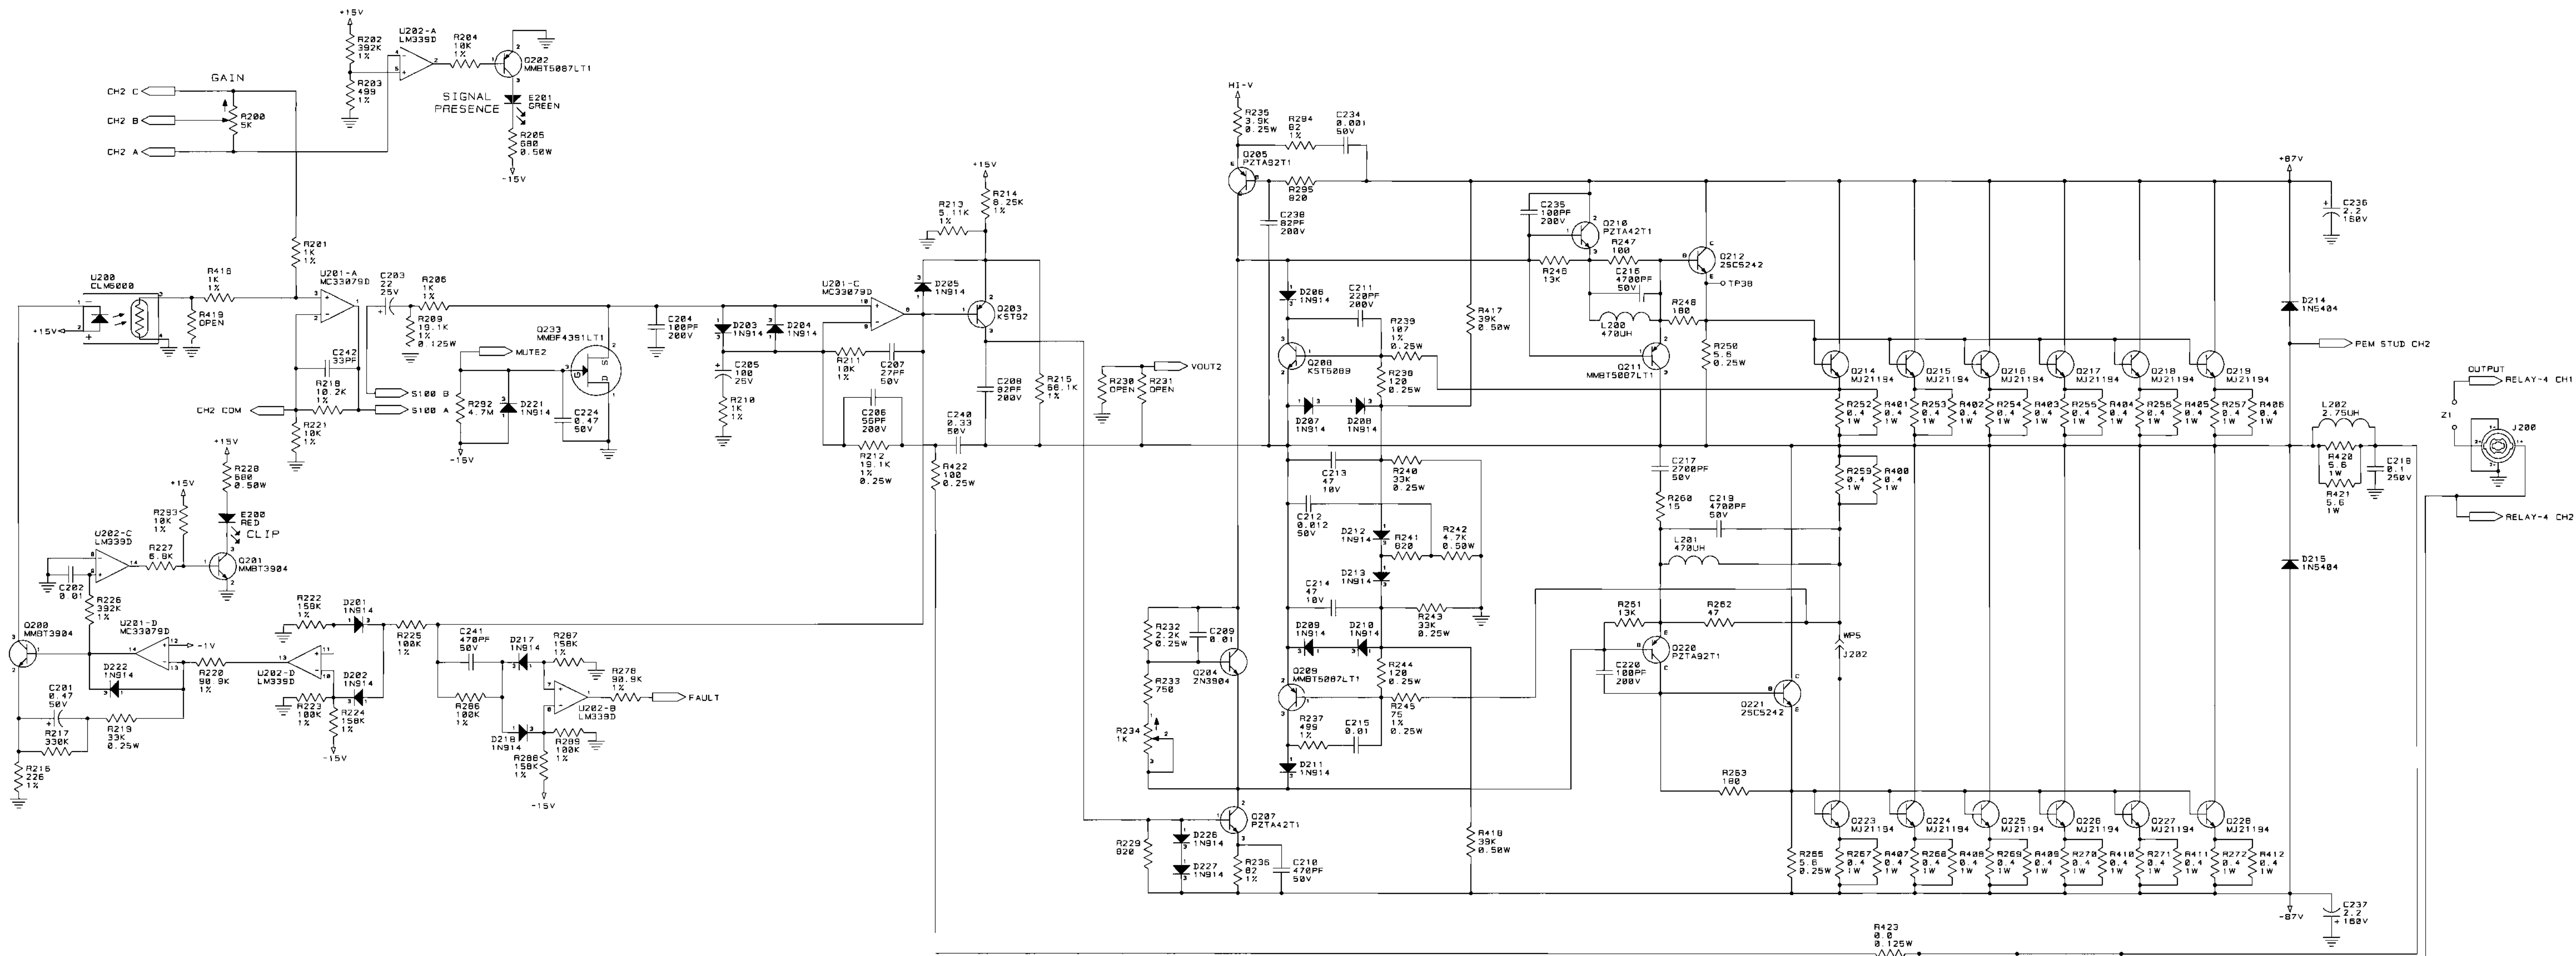 +15V
R202
392K
1%
U202-A
LM339D
R204
10K
1%
Q202
MMBT5087LT1
R203
499
1%
GAIN
CH2 C
CH2 B
CH2 A
R200
5K
SIGNAL
PRESENCE
E201
GREEN
R205
680
0.50W
-15V
R201
1K
1%
U200
CLM6000
+15V
R416
1K
1%
R419
OPEN
U201-A
MC33079D
C203
22
25V
R206
1K
1%
R209
19.1K
1%
0.125W
C242
33PF
R218
10.2K
1%
CH2 COM
S100 B
S100 A
R221
10K
1%
MUTE2
Q233
MMBF4391LT1
G
S
D
R292
4.7M
D221
1N914
C224
0.47
50V
-15V
C204
100PF
200V
D203
1N914
D204
1N914
C205
100
25V
R210
1K
1%
U201-C
MC33079D
R211
10K
1%
C207
27PF
50V
C206
56PF
200V
R212
19.1K
1%
0.25W
D205
1N914
R213
5.11K
1%
+15V
R214
6.25K
1%
Q203
KST92
C208
82PF
200V
R215
68.1K
1%
C240
0.33
50V
R422
100
0.25W
R230
OPEN
R231
OPEN
VOUT2
+15V
R228
680
0.50W
E200
RED
CLIP
+15V
R293
10K
1%
U202-C
LM339D
R227
6.8K
Q201
MMBT3904
C202
0.01
R226
392K
1%
Q200
MMBT3904
U201-D
MC33079D
-1V
D222
1N914
R220
90.9K
1%
C201
0.47
50V
R217
330K
R219
33K
0.25W
R216
226
1%
R222
158K
1%
D201
1N914
U202-D
LM339D
D202
1N914
R223
100K
1%
R224
158K
1%
-15V
R225
100K
1%
C241
470PF
50V
D217
1N914
R287
158K
1%
R286
100K
1%
D218
1N914
R288
158K
1%
-15V
R289
100K
1%
U202-B
LM339D
R278
90.9K
1%
FAULT
HI-V
R235
3.9K
0.25W
R294
82
1%
C234
0.001
50V
Q205
PZTA92T1
R295
820
C238
82PF
200V
D206
1N914
C211
220PF
200V
Q208
KST5089
R239
107
1%
0.25W
R238
120
0.25W
D207
1N914
D208
1N914
R417
39K
0.50W
C213
47
10V
R240
33K
0.25W
C212
0.012
50V
D212
1N914
R241
820
R242
4.7K
0.50W
D213
1N914
C214
47
10V
R243
33K
0.25W
D209
1N914
D210
1N914
Q209
MMBT5087LT1
R244
120
0.25W
R245
75
1%
0.25W
R237
499
1%
C215
0.01
D211
1N914
R232
2.2K
0.25W
C209
0.01
Q204
2N3904
R233
750
R234
1K
Q207
PZTA42T1
R229
820
D226
1N914
D227
1N914
R236
82
1%
C210
470PF
50V
R418
39K
0.50W
C235
100PF
200V
Q210
PZTA42T1
R247
100
Q212
2SC5242
TP38
R246
13K
C216
4700PF
50V
L200
470UH
R248
180
Q211
MMBT5087LT1
R250
5.6
0.25W
C217
2700PF
50V
R260
15
C219
4700PF
50V
L201
470UH
R261
13K
R262
47
Q220
PZTA92T1
C220
100PF
200V
Q221
2SC5242
R263
180
R265
5.6
0.25W
WP5
J202
Q214
MJ21194
Q215
MJ21194
Q216
MJ21194
Q217
MJ21194
Q218
MJ21194
Q219
MJ21194
R252
0.4
1W
R401
0.4
1W
R253
0.4
1W
R402
0.4
1W
R254
0.4
1W
R403
0.4
1W
R255
0.4
1W
R404
0.4
1W
R256
0.4
1W
R405
0.4
1W
R257
0.4
1W
R406
0.4
1W
R259
0.4
1W
R400
0.4
1W
Q223
MJ21194
Q224
MJ21194
Q225
MJ21194
Q226
MJ21194
Q227
MJ21194
Q228
MJ21194
R267
0.4
1W
R407
0.4
1W
R268
0.4
1W
R408
0.4
1W
R269
0.4
1W
R409
0.4
1W
R270
0.4
1W
R410
0.4
1W
R271
0.4
1W
R411
0.4
1W
R272
0.4
1W
R412
0.4
1W
+87V
C236
2.2
160V
D214
1N5404
PEM STUD CH2
D215
1N5404
-87V
C237
2.2
160V
L202
2.75UH
R420
5.6
1W
R421
5.6
1W
C218
0.1
250V
OUTPUT
RELAY-4 CH1
Z1
J200
RELAY-4 CH2
R423
0.0
0.125W